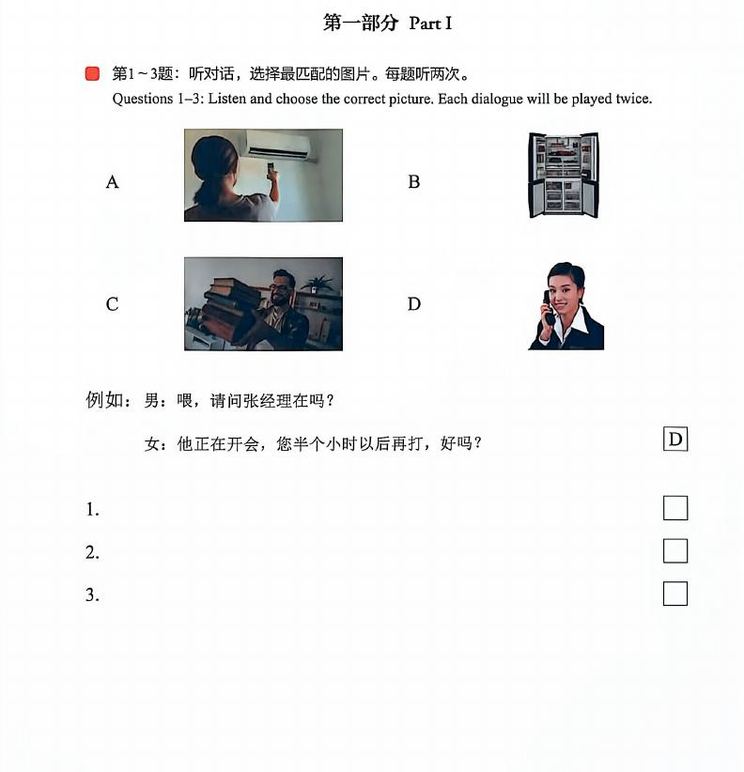 第一部分 Part I
第1～3题：听对话，选择最匹配的图片。每题听两次。
Questions 1–3: Listen and choose the correct picture. Each dialogue will be played twice.
A
B
C
D
例如：男：喂，请问张经理在吗？
女：他正在开会，您半个小时以后再打，好吗？ D
1.
2.
3.